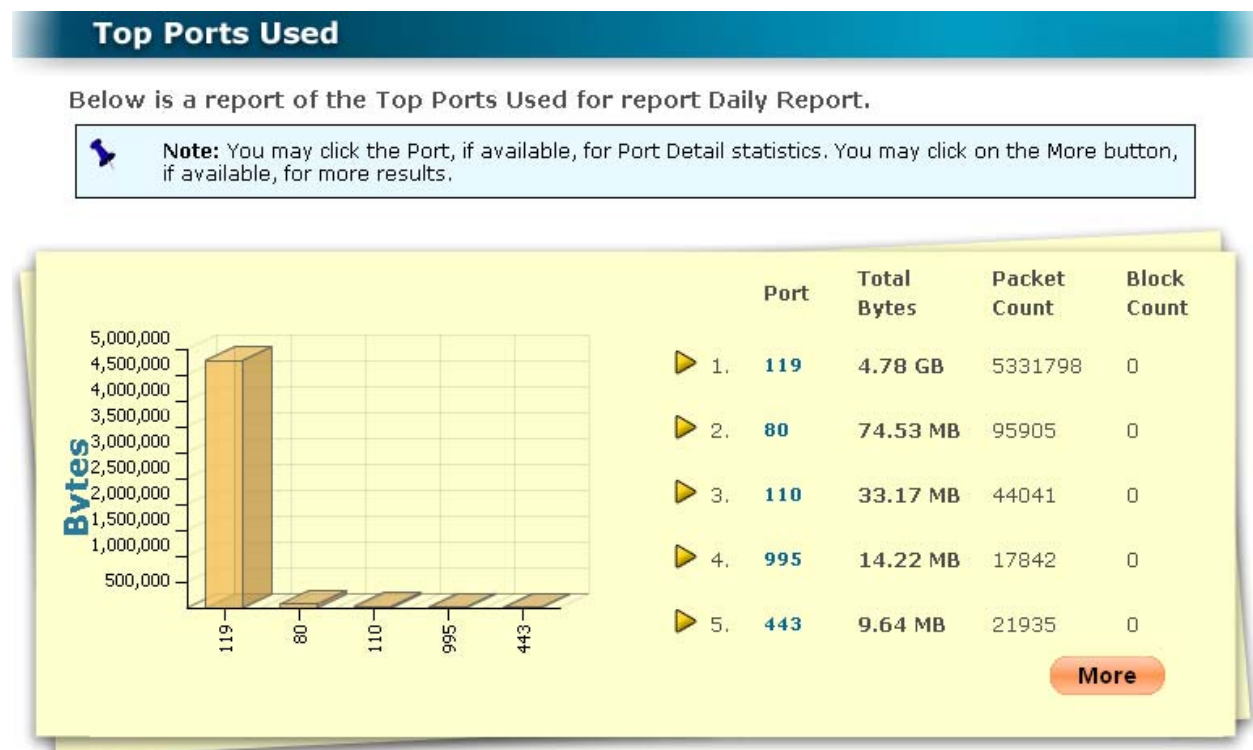 Top Ports Used
Below is a report of the Top Ports Used for report Daily Report.
Note: You may click the Port, if available, for Port Detail statistics. You may click on the More button,
if available, for more results.
5,000,000
4,500,000
4,000,000
3,500,000
3,000,000
2,500,000
2,000,000
1,500,000
1,000,000
500,000
Bytes
119
80
110
995
443
Port Total Bytes Packet Count Block Count
1. 119 4.78 GB 5331798 0
2. 80 74.53 MB 95905 0
3. 110 33.17 MB 44041 0
4. 995 14.22 MB 17842 0
5. 443 9.64 MB 21935 0
More